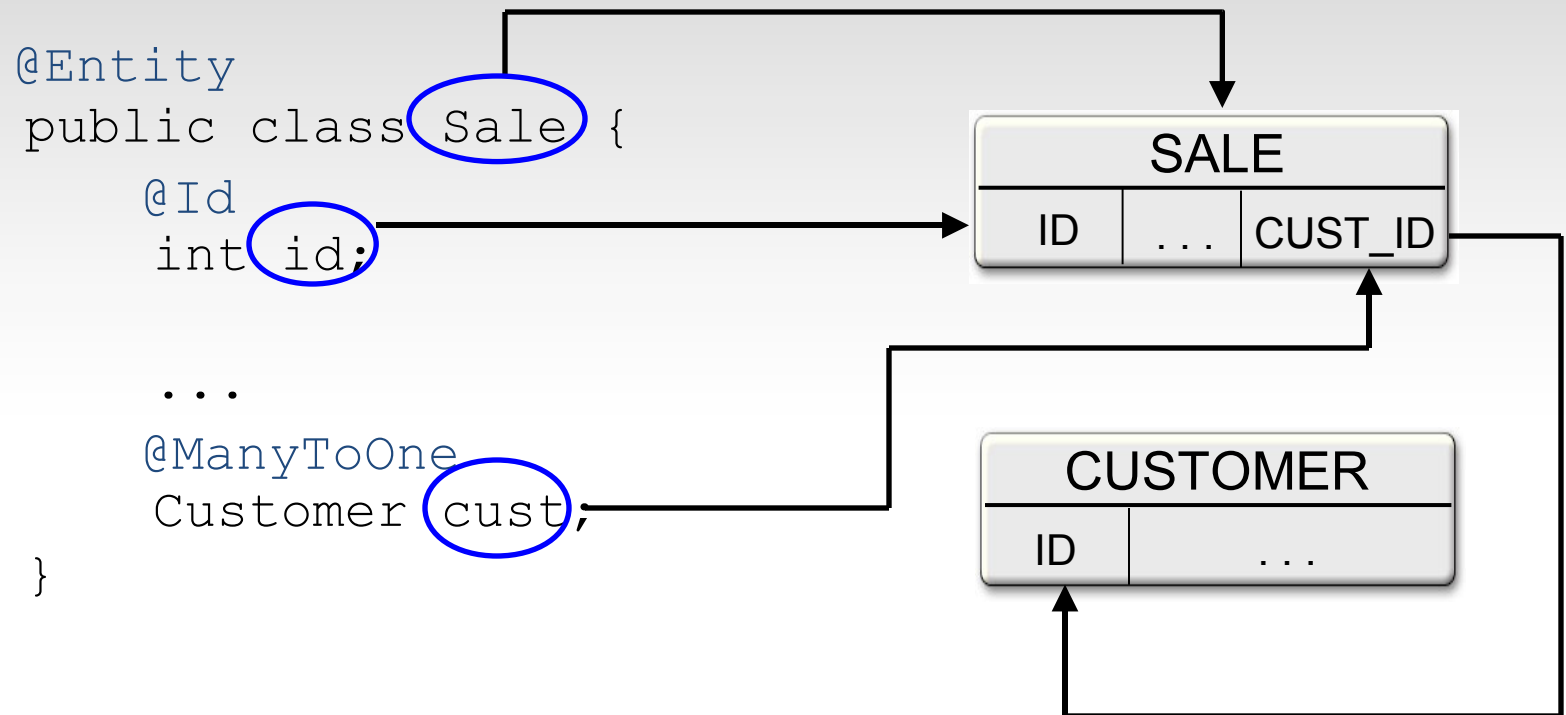 @Entity
public class Sale {
@Id
int id;
...
@ManyToOne
Customer cust;
}
SALE
ID ... CUST_ID
CUSTOMER
ID ...